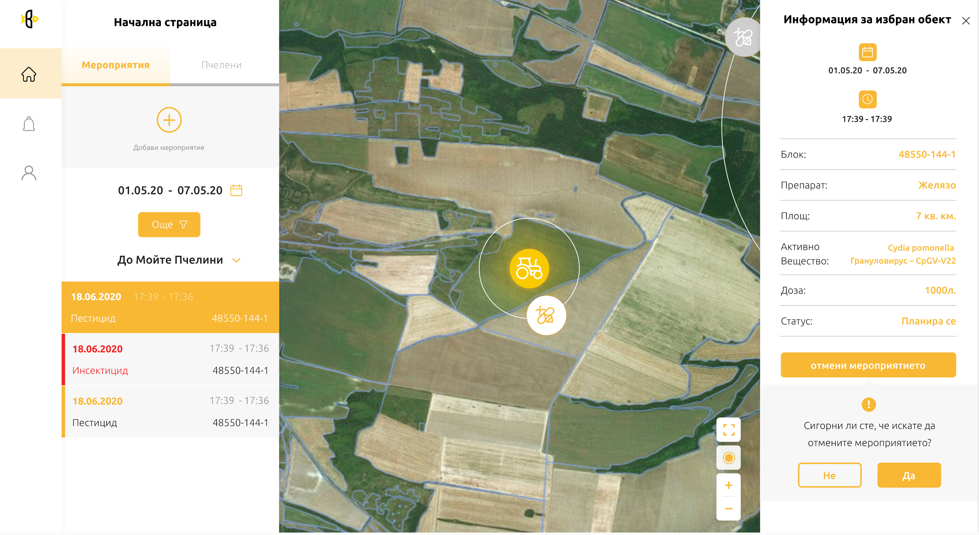 Начална страница
Мероприятия
Пчелени
Добави мероприятие
01.05.20 - 07.05.20
Още
До Мойте Пчелини
18.06.2020 17:39 - 17:36
Пестицид 48550-144-1
18.06.2020 17:39 - 17:36
Инсектицид 48550-144-1
18.06.2020 17:39 - 17:36
Пестицид 48550-144-1
Информация за избран обект
01.05.20 - 07.05.20
17:39 - 17:39
Блок: 48550-144-1
Препарат: Желязо
Площ: 7 кв. км.
Активно Cydia pomonella
Вещество: Грануловирус – CpGV–V22
Доза: 1000л.
Статус: Планира се
отмени мероприятието
Сигорни ли сте, че искате да
отмените мероприятието?
Не
Да